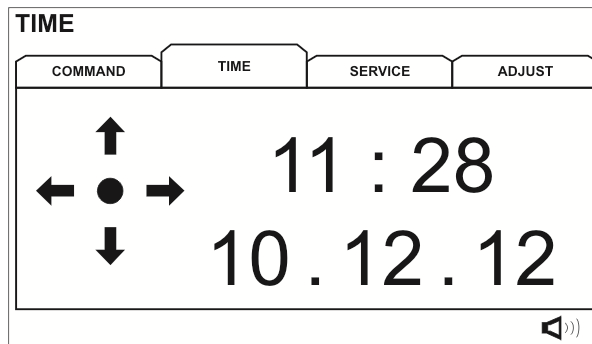 TIME
COMMAND TIME SERVICE ADJUST
11 : 28
10 . 12 . 12